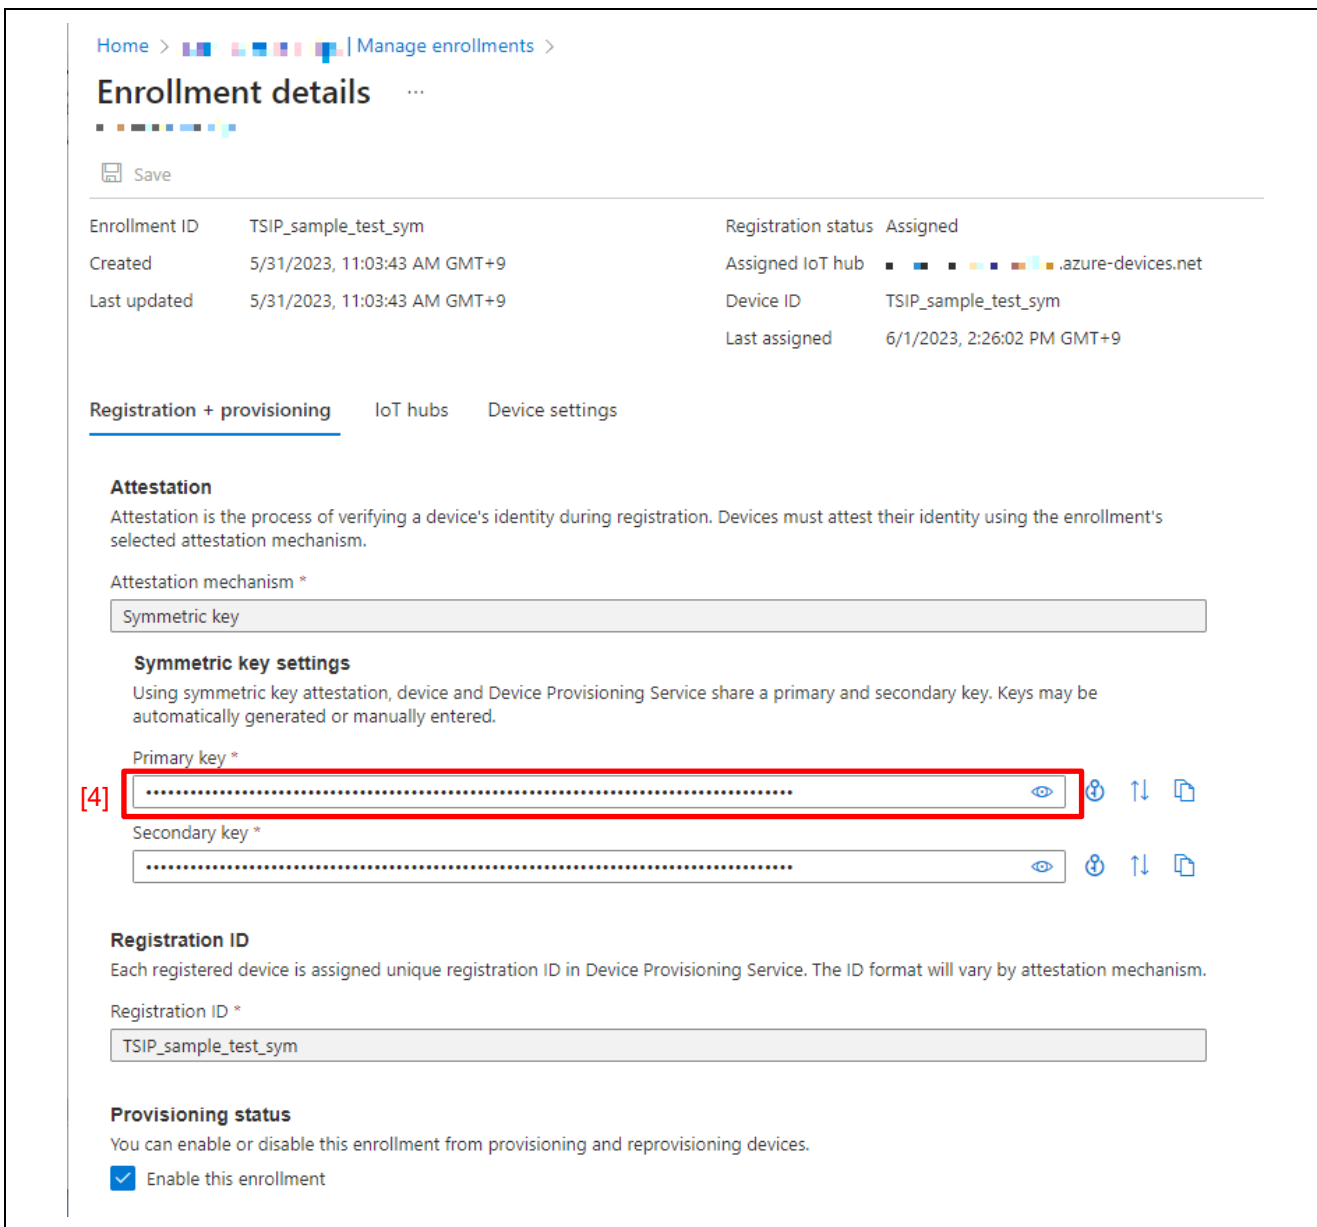 Home > | Manage enrollments >
Enrollment details ...
Save
Enrollment ID TSIP_sample_test_sym
Registration status Assigned
Created 5/31/2023, 11:03:43 AM GMT+9
Assigned IoT hub .azure-devices.net
Last updated 5/31/2023, 11:03:43 AM GMT+9
Device ID TSIP_sample_test_sym
Last assigned 6/1/2023, 2:26:02 PM GMT+9
Registration + provisioning IoT hubs Device settings
Attestation
Attestation is the process of verifying a device's identity during registration. Devices must attest their identity using the enrollment's
selected attestation mechanism.
Attestation mechanism *
Symmetric key
Symmetric key settings
Using symmetric key attestation, device and Device Provisioning Service share a primary and secondary key. Keys may be
automatically generated or manually entered.
Primary key *
[4]
Secondary key *
Registration ID
Each registered device is assigned unique registration ID in Device Provisioning Service. The ID format will vary by attestation mechanism.
Registration ID *
TSIP_sample_test_sym
Provisioning status
You can enable or disable this enrollment from provisioning and reprovisioning devices.
Enable this enrollment